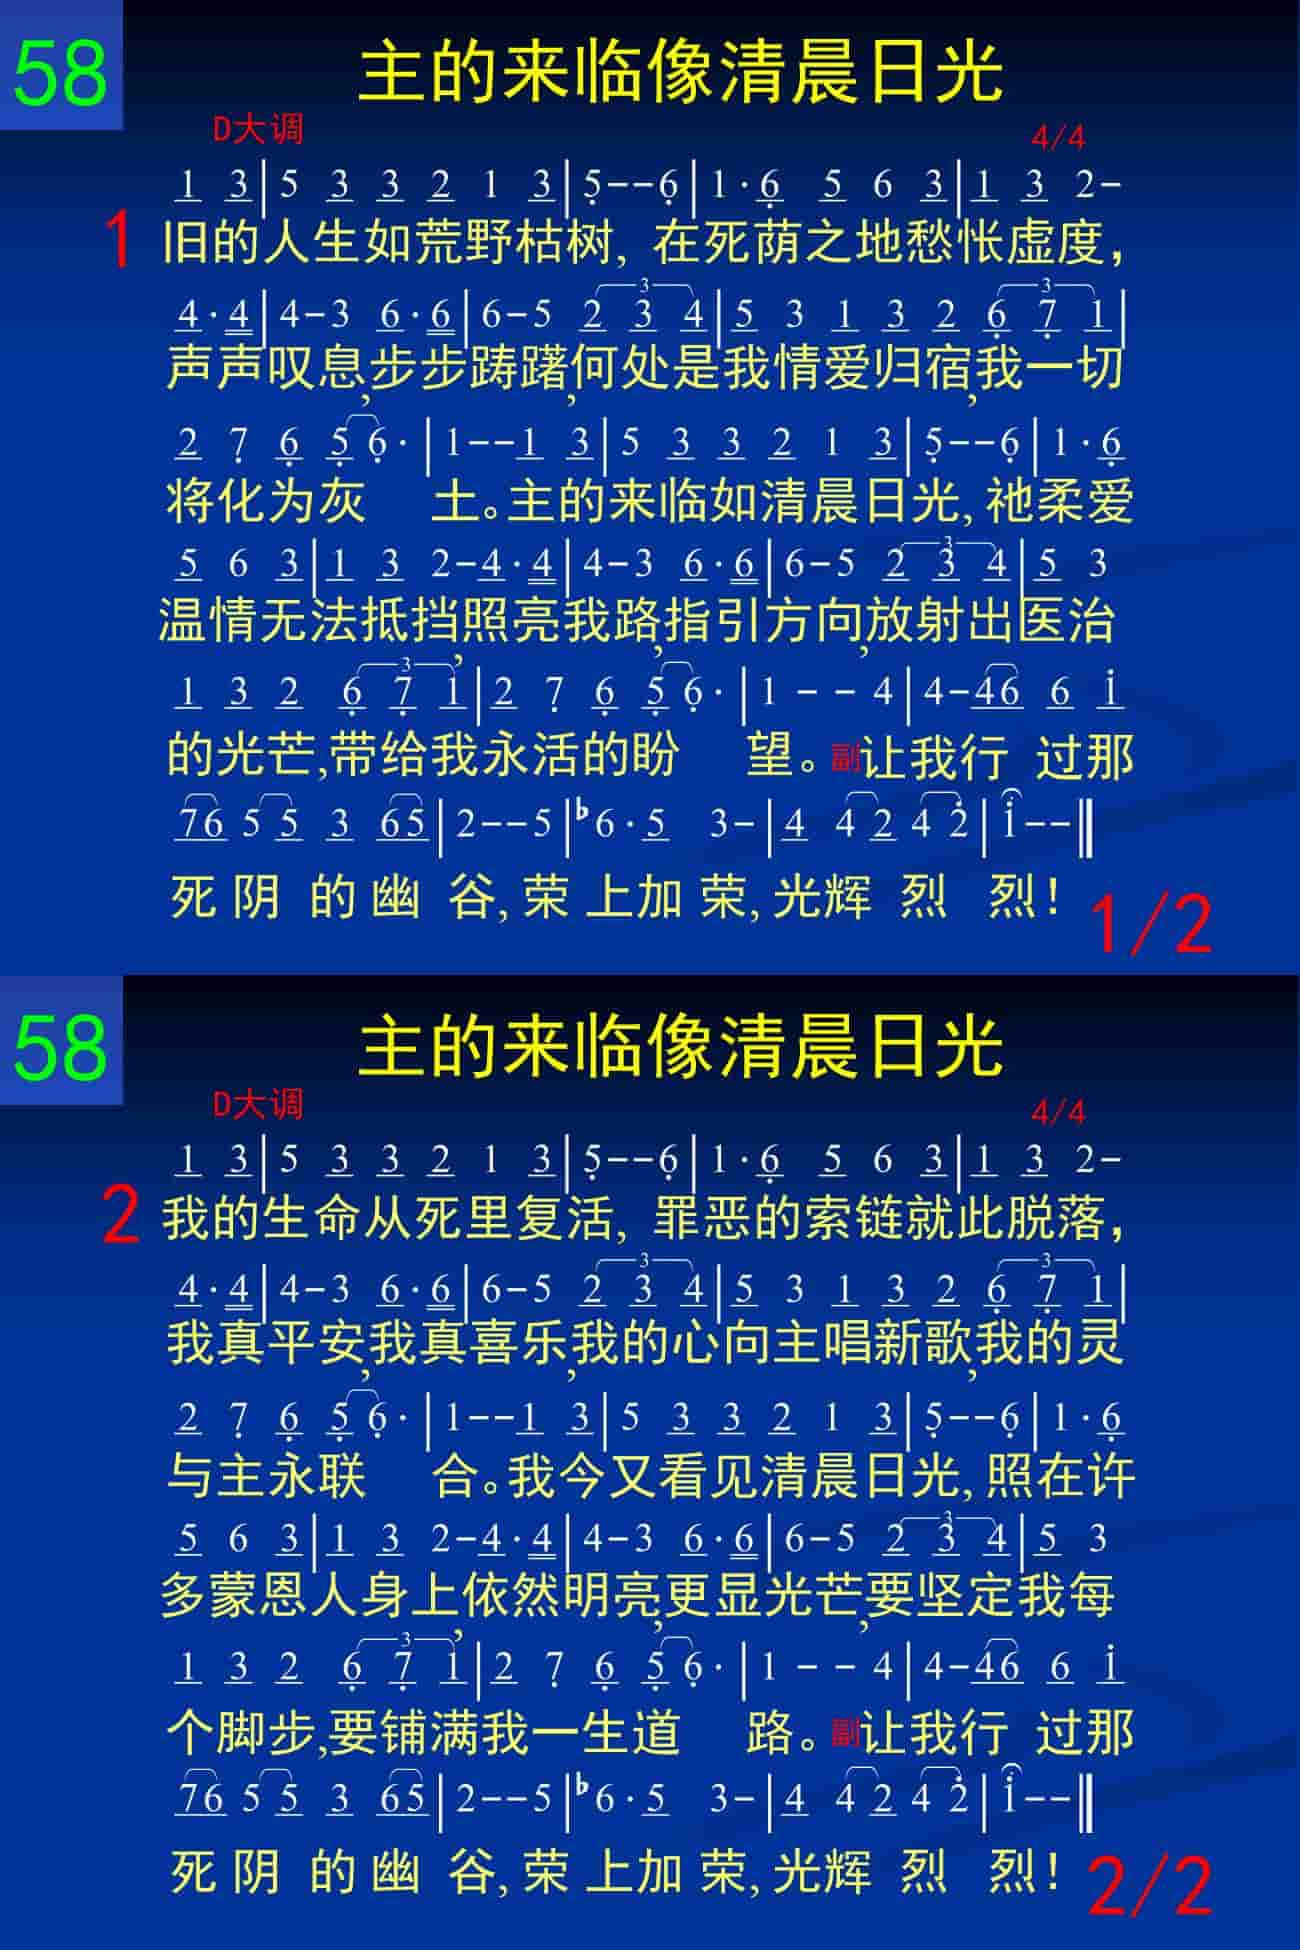 58
主的来临像清晨日光
D大调 4/4
1 3|5 3 3 2 1 3|5--6|1·6 5 6 3|1 3 2-
1 旧的人生如荒野枯树, 在死荫之地愁怅虚度,
4·4|4-3 6·6|6-5 2 3 4|5 3 1 3 2 6 7 1|
声声叹息,步步踌躇,何处是我情爱归宿,我一切
2 7 6 5 6·|1--1 3|5 3 3 2 1 3|5--6|1·6
将化为灰 土。主的来临如清晨日光, 祂柔爱
5 6 3|1 3 2-4·4|4-3 6·6|6-5 2 3 4|5 3
温情无法抵挡,照亮我路,指引方向,放射出医治
1 3 2 6 7 1|2 7 6 5 6·|1 - - 4|4-46 6 1
的光芒,带给我永活的盼 望。副让我行 过那
76 5 5 3 65|2--5|♭6·5 3-|4 4 2 4 2|1--‖
死 阴 的 幽 谷, 荣 上加 荣, 光辉 烈 烈!
1/2
58
主的来临像清晨日光
D大调 4/4
1 3|5 3 3 2 1 3|5--6|1·6 5 6 3|1 3 2-
2 我的生命从死里复活, 罪恶的索链就此脱落,
4·4|4-3 6·6|6-5 2 3 4|5 3 1 3 2 6 7 1|
我真平安,我真喜乐,我的心向主唱新歌,我的灵
2 7 6 5 6·|1--1 3|5 3 3 2 1 3|5--6|1·6
与主永联 合。我今又看见清晨日光, 照在许
5 6 3|1 3 2-4·4|4-3 6·6|6-5 2 3 4|5 3
多蒙恩人身上,依然明亮,更显光芒,要坚定我每
1 3 2 6 7 1|2 7 6 5 6·|1 - - 4|4-46 6 1
个脚步,要铺满我一生道 路。副让我行 过那
76 5 5 3 65|2--5|♭6·5 3-|4 4 2 4 2|1--‖
死 阴 的 幽 谷, 荣 上加 荣, 光辉 烈 烈!
2/2